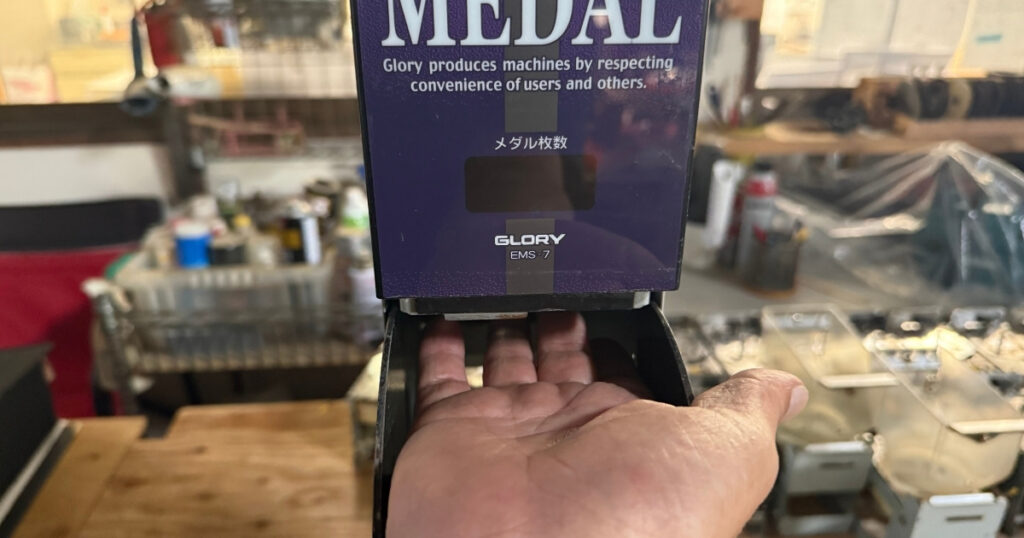 MEDAL
Glory produces machines by respecting
convenience of users and others.
メダル枚数
GLORY
EMS-7